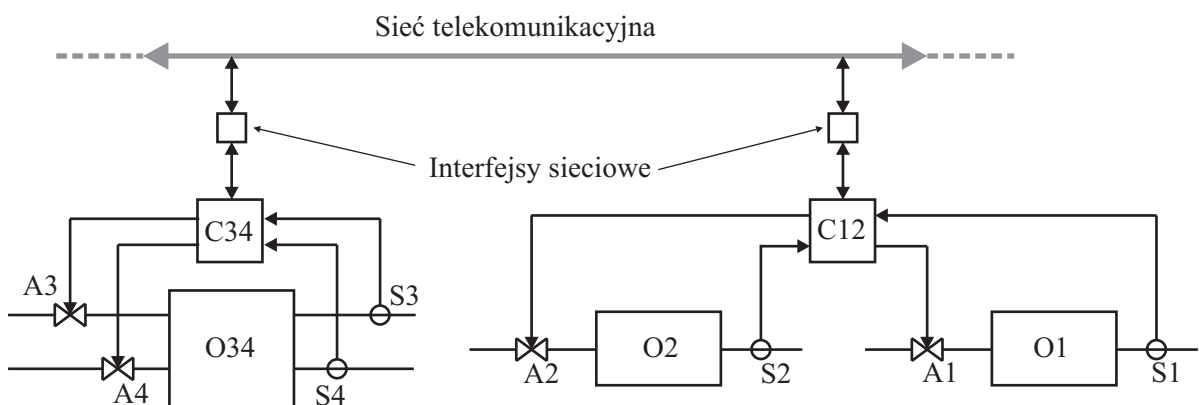 Sieć telekomunikacyjna
Interfejsy sieciowe
C34
C12
A3
S3
O34
A4
S4
O2
A2
S2
O1
A1
S1